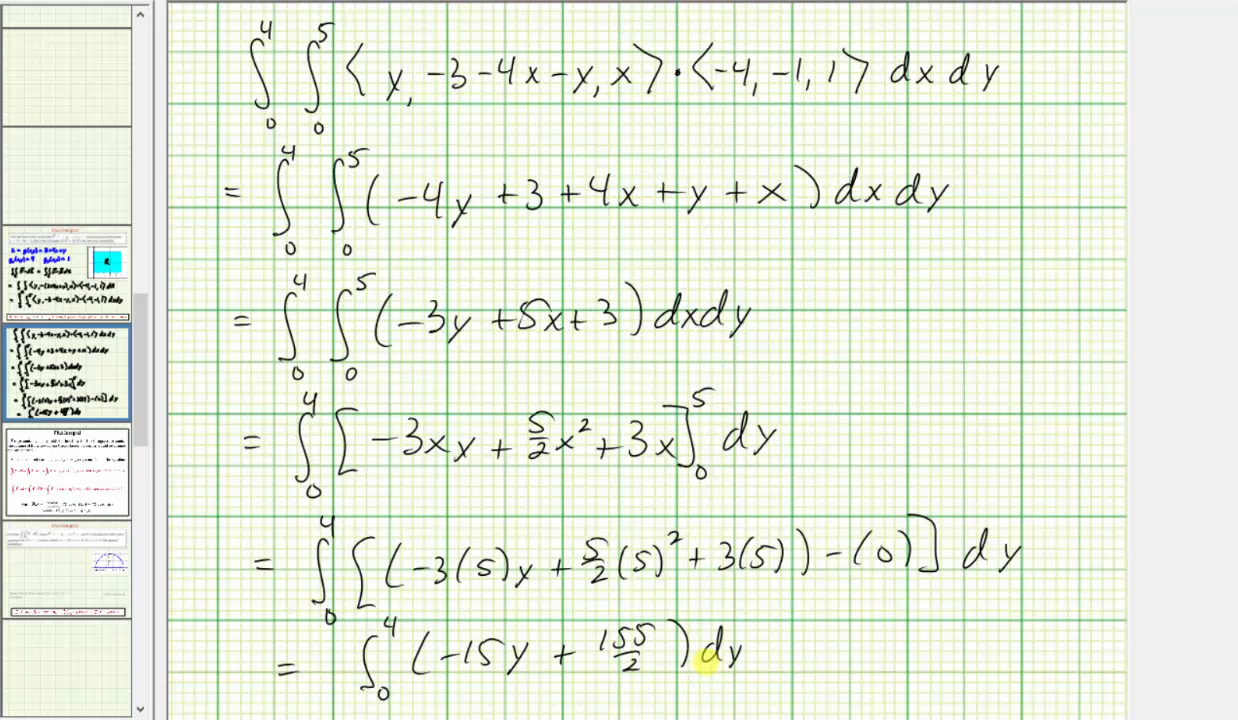 ∫₀⁴ ∫₀⁵ ⟨ y, -3 - 4x - y, x ⟩ · ⟨ -4, -1, 1 ⟩ dx dy
= ∫₀⁴ ∫₀⁵ ( -4y + 3 + 4x + y + x ) dx dy
= ∫₀⁴ ∫₀⁵ ( -3y + 5x + 3 ) dx dy
= ∫₀⁴ [ -3xy + 5/2 x² + 3x ]₀⁵ dy
= ∫₀⁴ [ ( -3(5)y + 5/2 (5)² + 3(5) ) - (0) ] dy
= ∫₀⁴ ( -15y + 155/2 ) dy